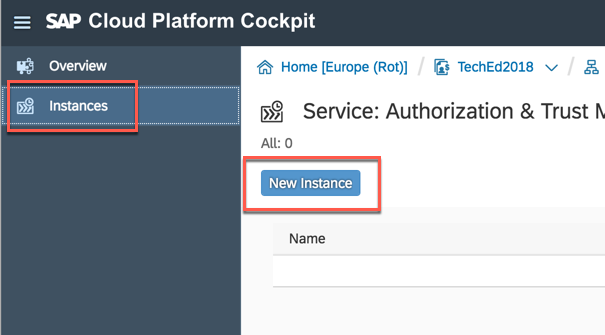 SAP Cloud Platform Cockpit
Overview
Instances
Home [Europe (Rot)] / TechEd2018 /
Service: Authorization & Trust
All: 0
New Instance
Name